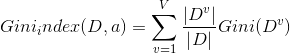 $Gini_index(D, a) = \sum_{v=1}^{V} \frac{|D^v|}{|D|} Gini(D^v)$